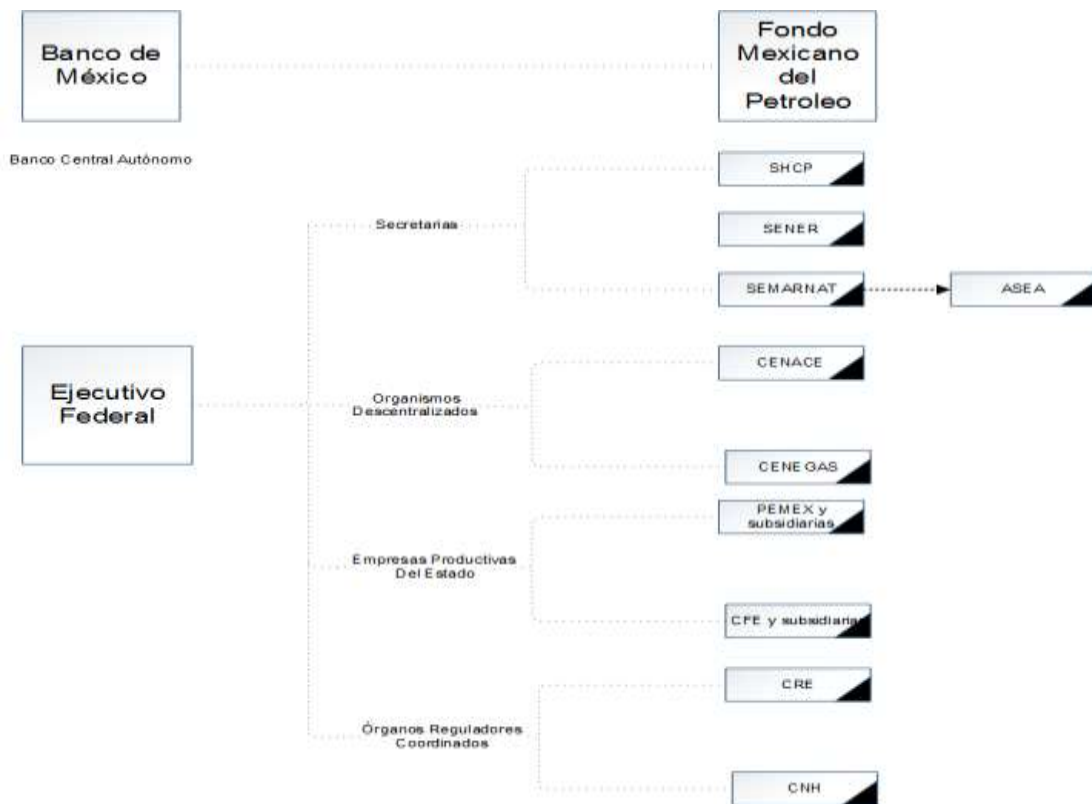 Banco de
México
Fondo
Mexicano
del
Petroleo
Banco Central Autónomo
SHCP
Secretarias
SENER
SEMARNAT
ASEA
Ejecutivo
Federal
CENACE
Organismos
Descentralizados
CENEGAS
PEMEX y
subsidiarias
Empresas Productivas
Del Estado
CFE y subsidiarias
CRE
Órganos Reguladores
Coordinados
CNH